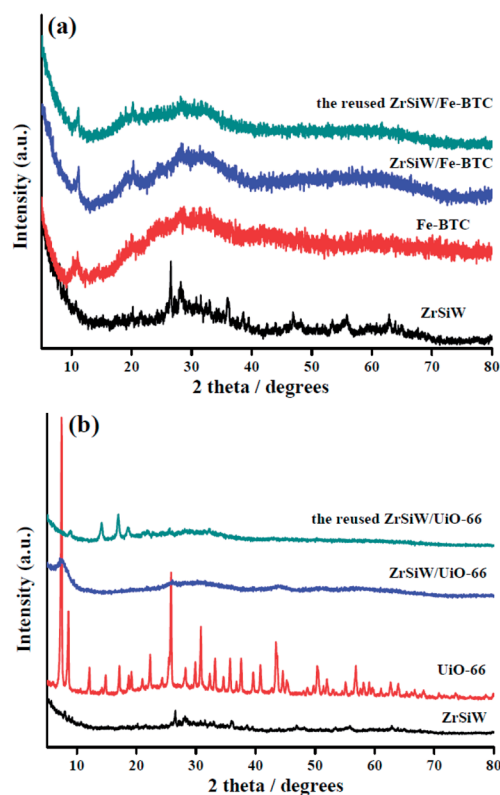 (a)
Intensity (a.u.)
the reused ZrSiW/Fe-BTC
ZrSiW/Fe-BTC
Fe-BTC
ZrSiW
10 20 30 40 50 60 70 80
2 theta / degrees
(b)
Intensity (a.u.)
the reused ZrSiW/UiO-66
ZrSiW/UiO-66
UiO-66
ZrSiW
10 20 30 40 50 60 70 80
2 theta / degrees